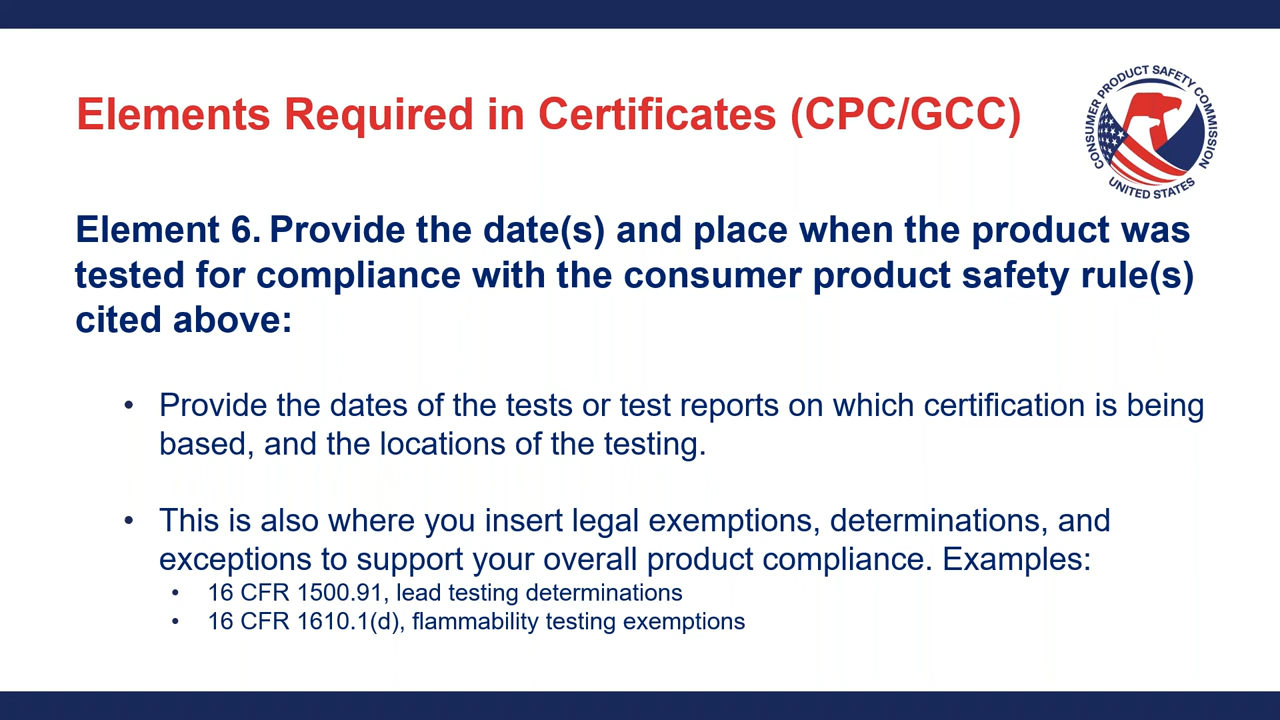 Elements Required in Certificates (CPC/GCC)
CONSUMER PRODUCT SAFETY COMMISSION
UNITED STATES
Element 6. Provide the date(s) and place when the product was
tested for compliance with the consumer product safety rule(s)
cited above:
• Provide the dates of the tests or test reports on which certification is being
based, and the locations of the testing.
• This is also where you insert legal exemptions, determinations, and
exceptions to support your overall product compliance. Examples:
• 16 CFR 1500.91, lead testing determinations
• 16 CFR 1610.1(d), flammability testing exemptions